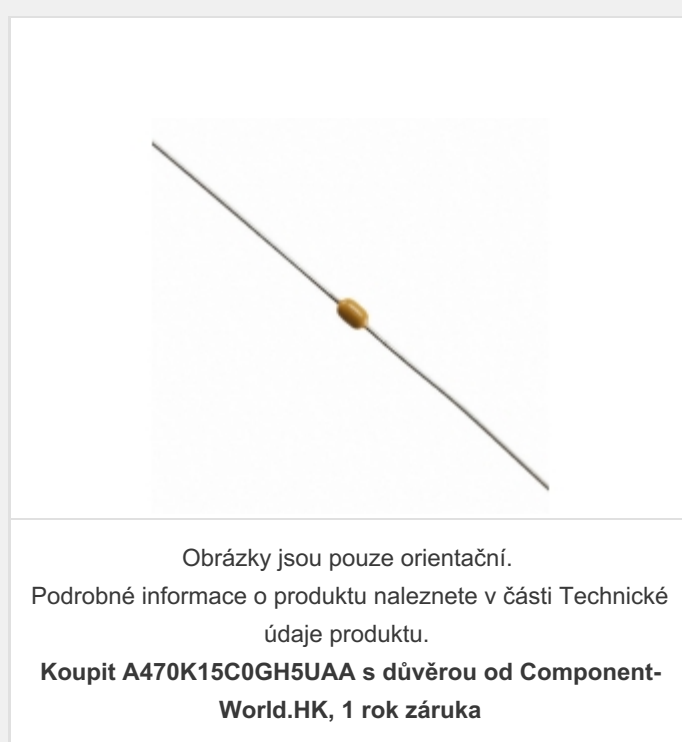 Obrázky jsou pouze orientační.
Podrobné informace o produktu naleznete v části Technické
údaje produktu.
Koupit A470K15C0GH5UAA s důvěrou od Component-
World.HK, 1 rok záruka